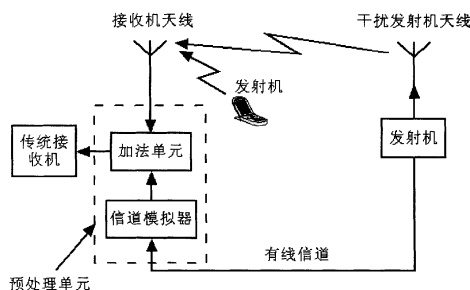 接收机天线
干扰发射机天线
发射机
传统接
收机
加法单元
发射机
信道模拟器
有线信道
预处理单元